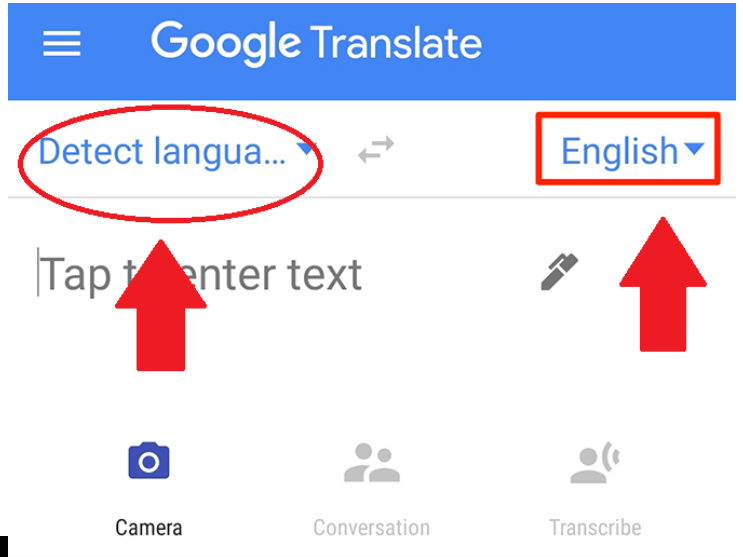 Google Translate
Detect langua... English
Tap to enter text
Camera Conversation Transcribe